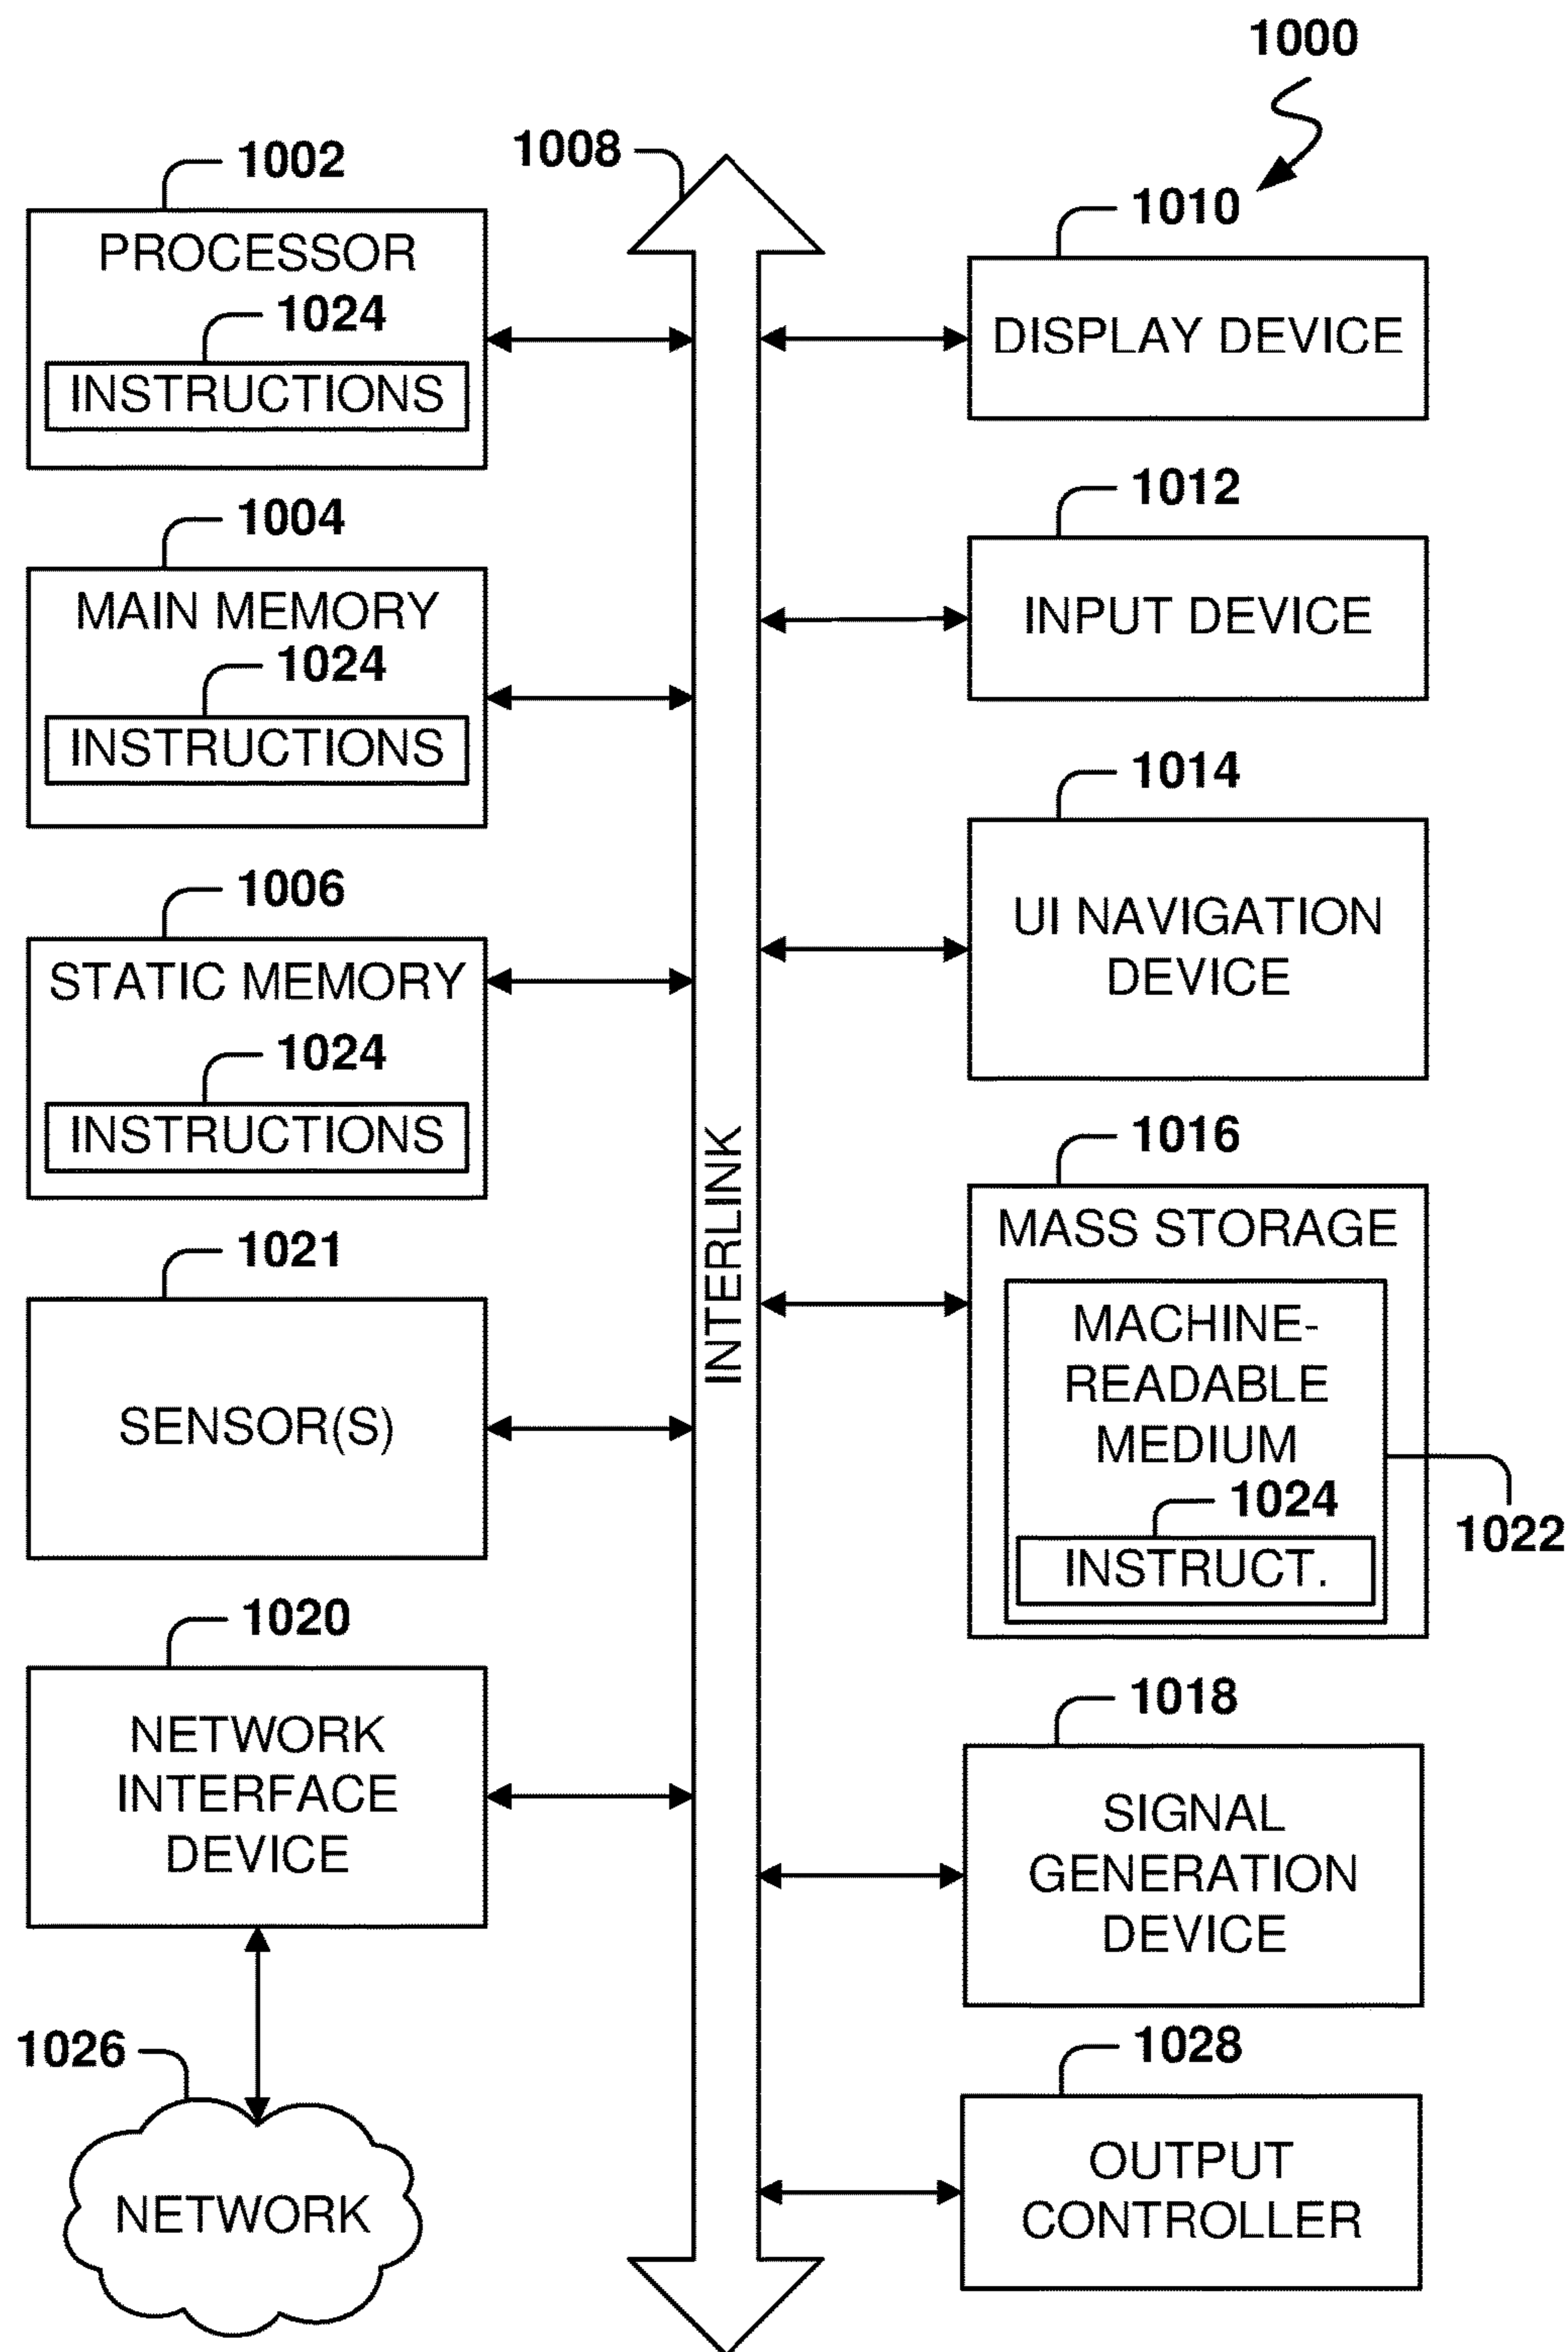 1000
1002
PROCESSOR
1024
INSTRUCTIONS
1004
MAIN MEMORY
1024
INSTRUCTIONS
1006
STATIC MEMORY
1024
INSTRUCTIONS
1021
SENSOR(S)
1020
NETWORK
INTERFACE
DEVICE
1026
NETWORK
1008
INTERLINK
1010
DISPLAY DEVICE
1012
INPUT DEVICE
1014
UI NAVIGATION
DEVICE
1016
MASS STORAGE
MACHINE-
READABLE
MEDIUM
1024
INSTRUCT.
1022
1018
SIGNAL
GENERATION
DEVICE
1028
OUTPUT
CONTROLLER